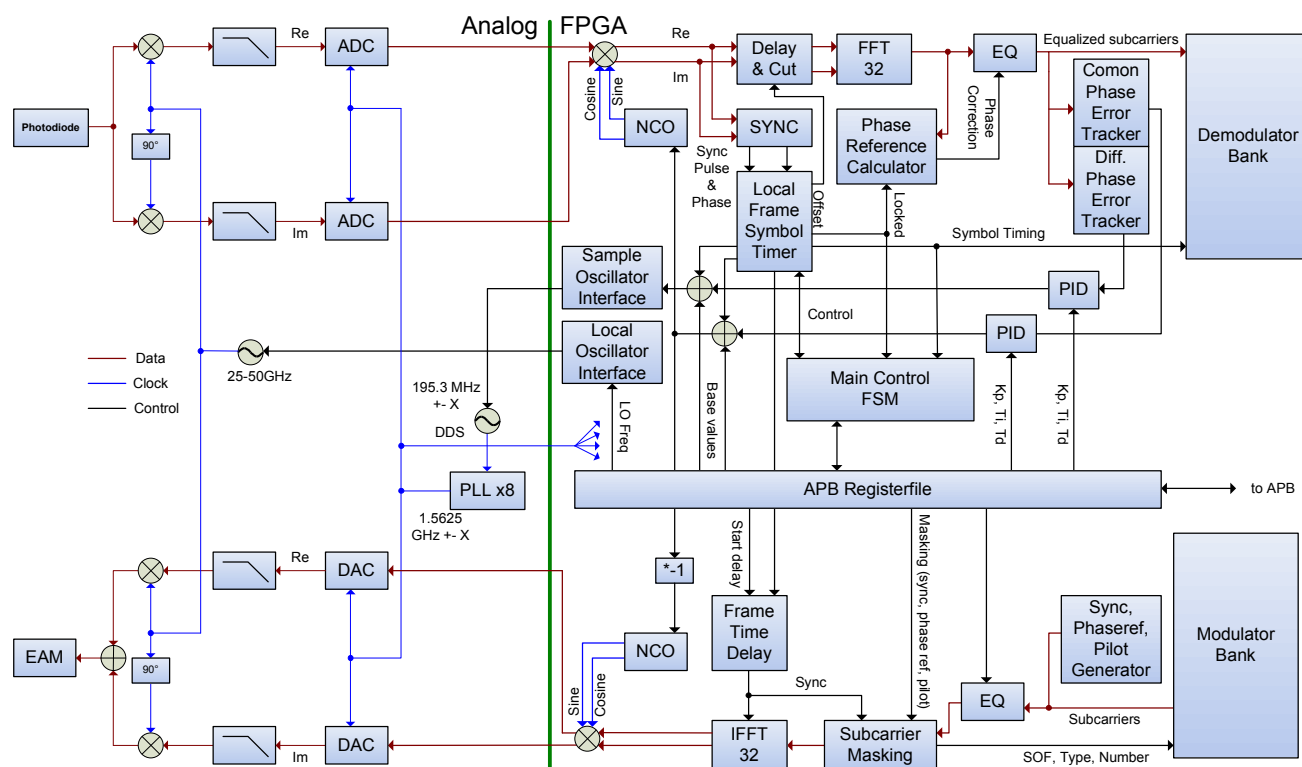 Analog
FPGA
Re
ADC
Re
Im
Delay
& Cut
FFT
32
EQ
Equalized subcarriers
Photodiode
90°
Cosine
Sine
NCO
SYNC
Sync
Pulse
&
Phase
Phase
Reference
Calculator
Phase
Correction
Comon
Phase
Error
Tracker
Diff.
Phase
Error
Tracker
Demodulator
Bank
Im
ADC
Local
Frame
Symbol
Timer
Offset
Locked
Symbol Timing
Sample
Oscillator
Interface
PID
Control
PID
Local
Oscillator
Interface
Data
Clock
Control
25-50GHz
195.3 MHz
+- X
DDS
LO Freq
Base values
Main Control
FSM
Kp, Ti, Td
Kp, Ti, Td
PLL x8
1.5625
GHz +- X
APB Registerfile
to APB
Re
DAC
*-1
Start delay
Masking (sync, phase ref, pilot)
Frame
Time
Delay
Sync,
Phaseref,
Pilot
Generator
Modulator
Bank
EAM
90°
NCO
Sine
Cosine
Sync
EQ
Subcarriers
Im
DAC
IFFT
32
Subcarrier
Masking
SOF, Type, Number